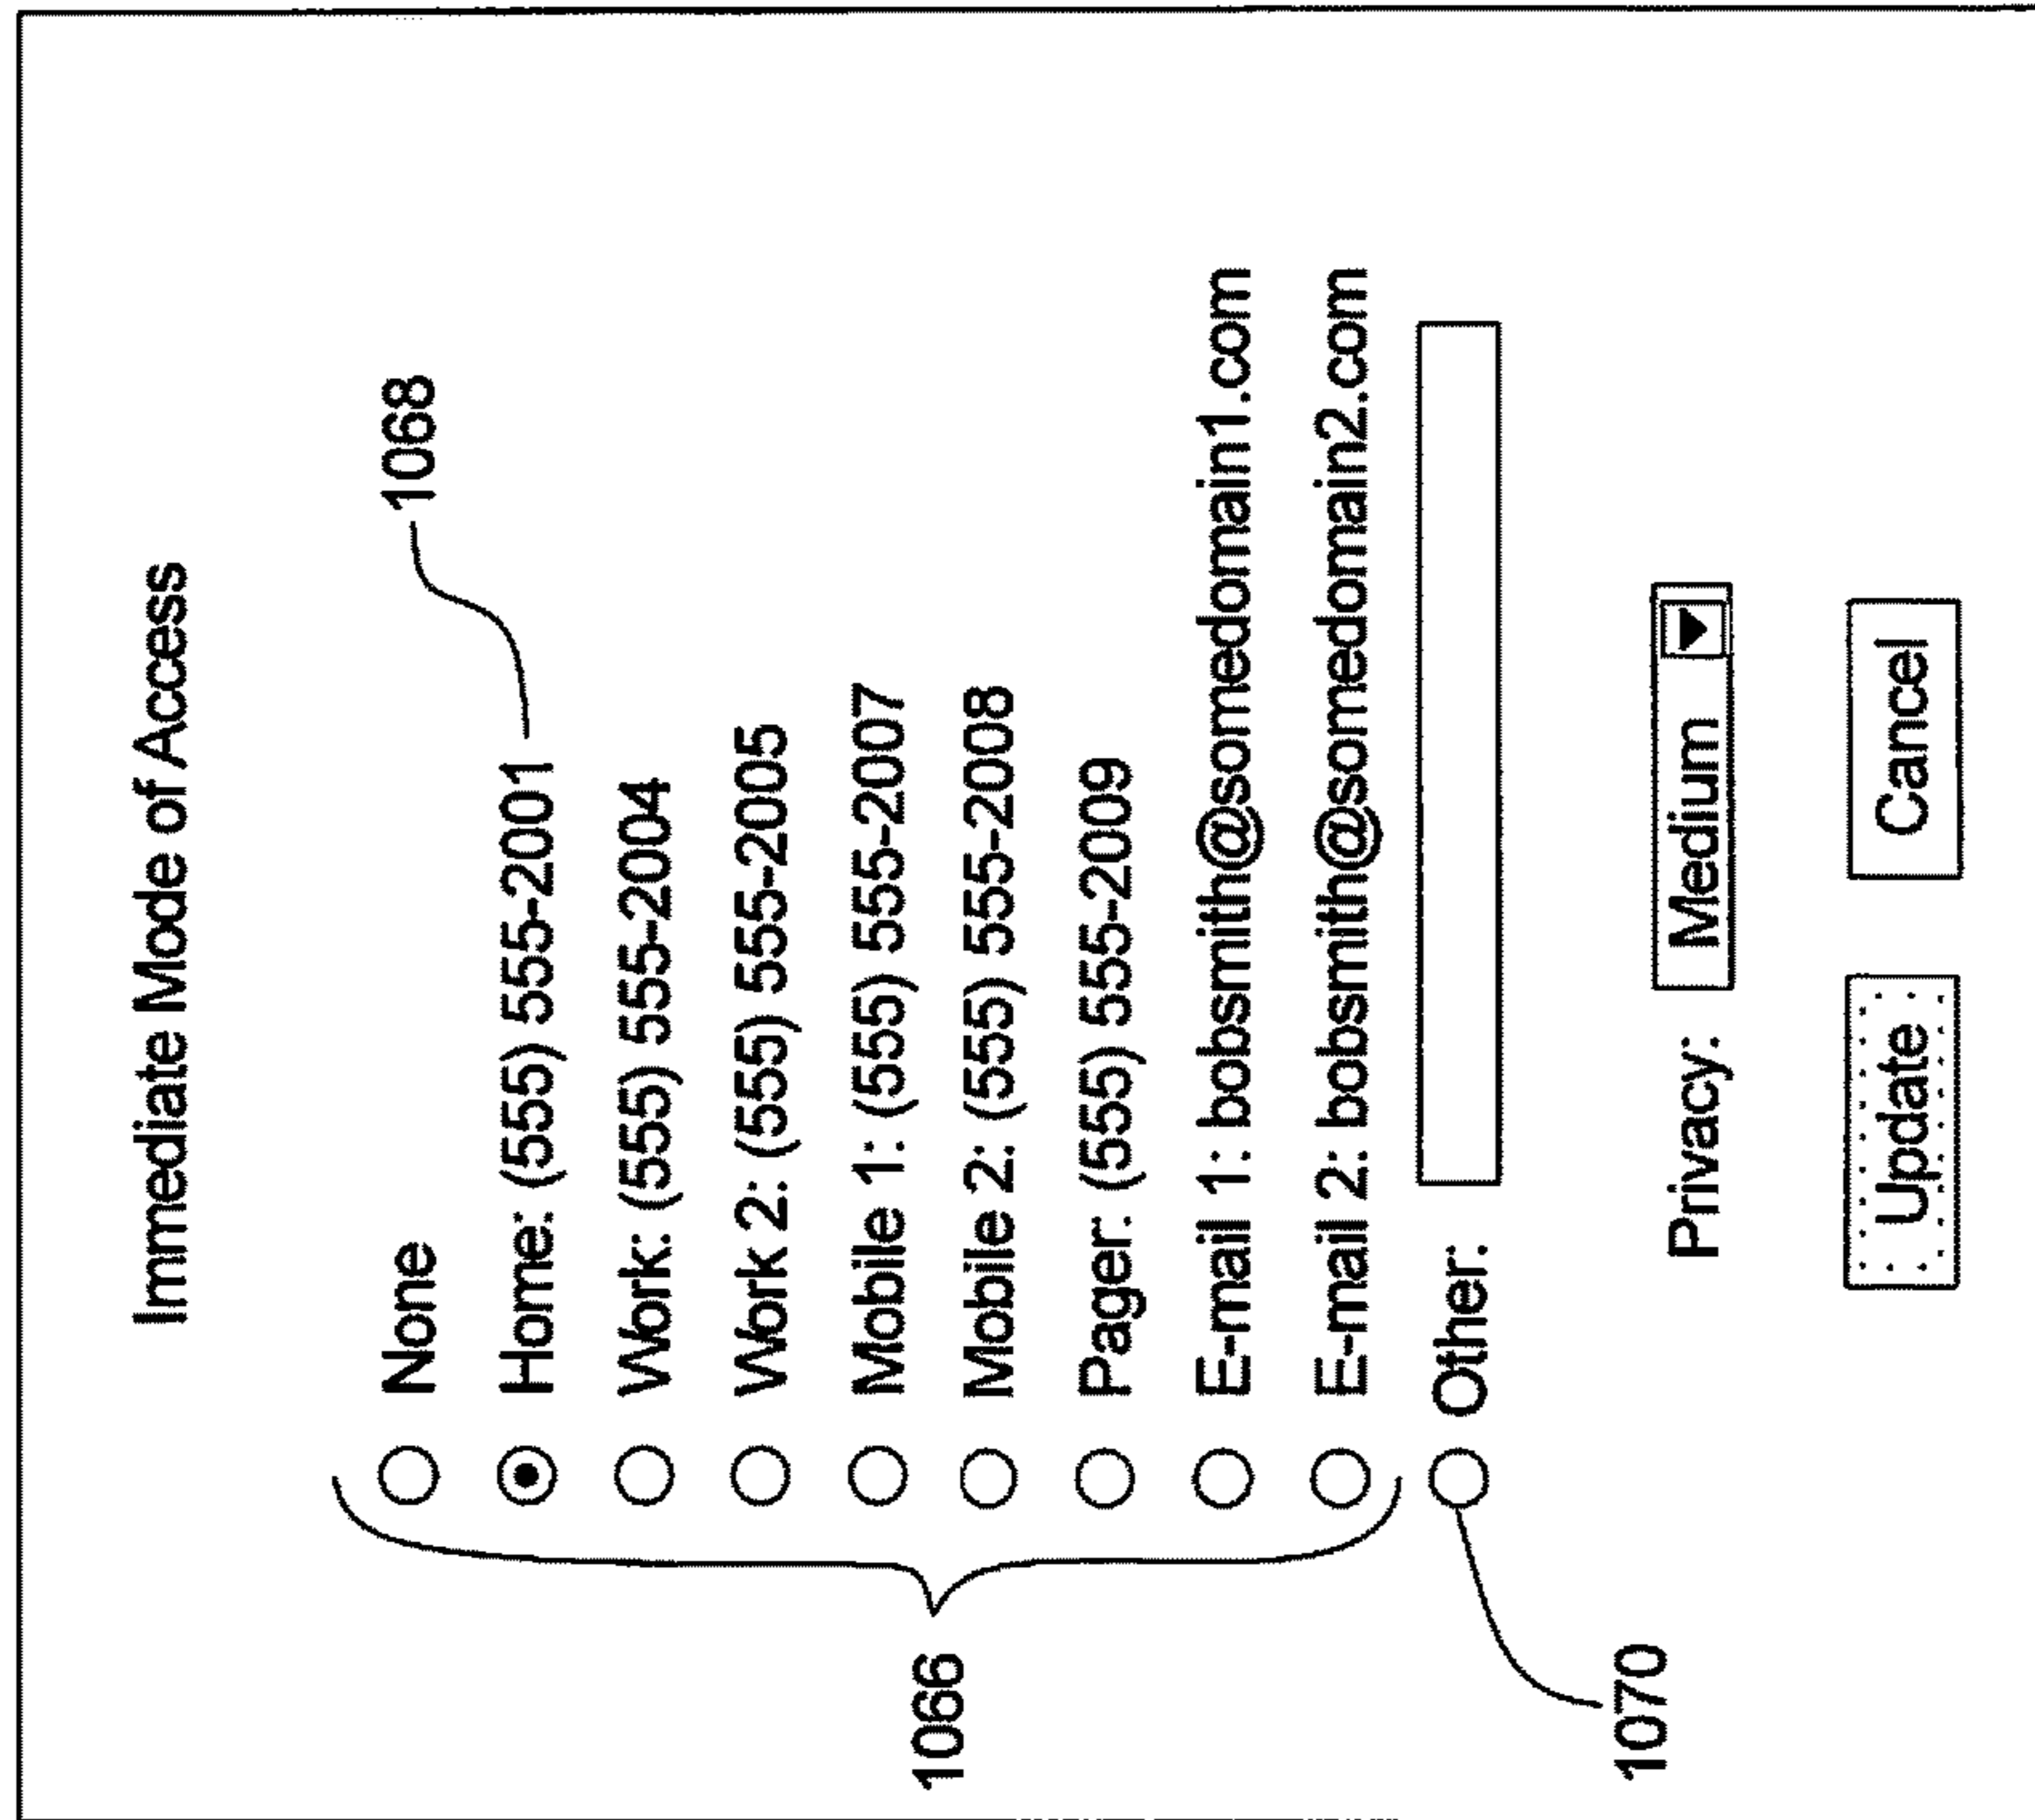 Immediate Mode of Access
1068
None
Home: (555) 555-2001
Work: (555) 555-2004
Work 2: (555) 555-2005
Mobile 1: (555) 555-2007
1066
Mobile 2: (555) 555-2008
Pager: (555) 555-2009
E-mail 1: bobsmith@somedomain1.com
E-mail 2: bobsmith@somedomain2.com
Other:
1070
Privacy: Medium
Update Cancel